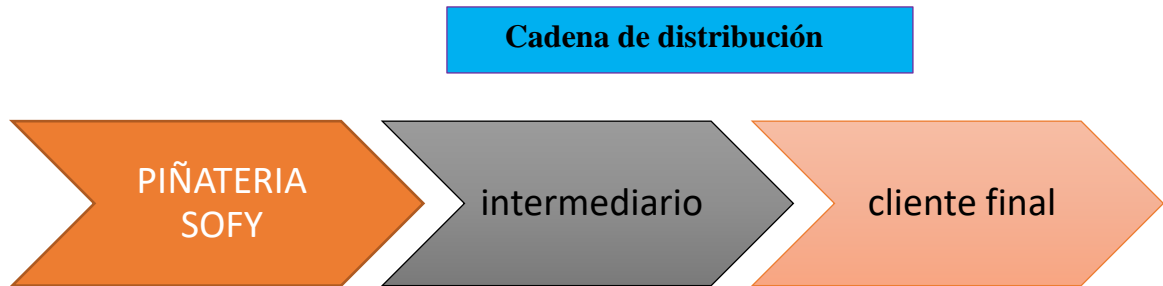 Cadena de distribución
PIÑATERIA
SOFY
intermediario
cliente final